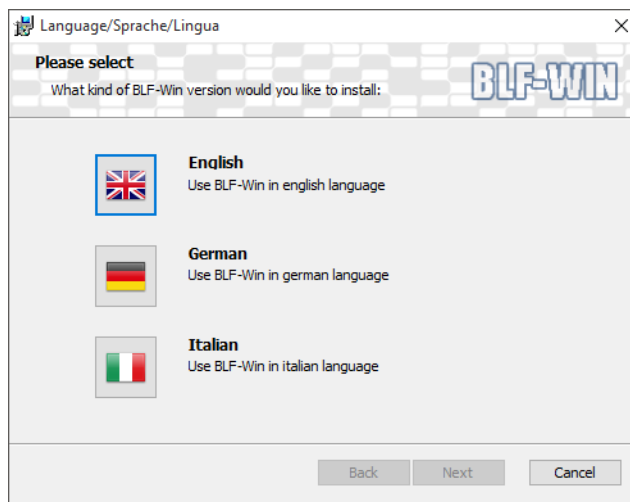 Language/Sprache/Lingua
Please select
What kind of BLF-Win version would you like to install:
BLF-WIN
English
Use BLF-Win in english language
German
Use BLF-Win in german language
Italian
Use BLF-Win in italian language
Back Next Cancel